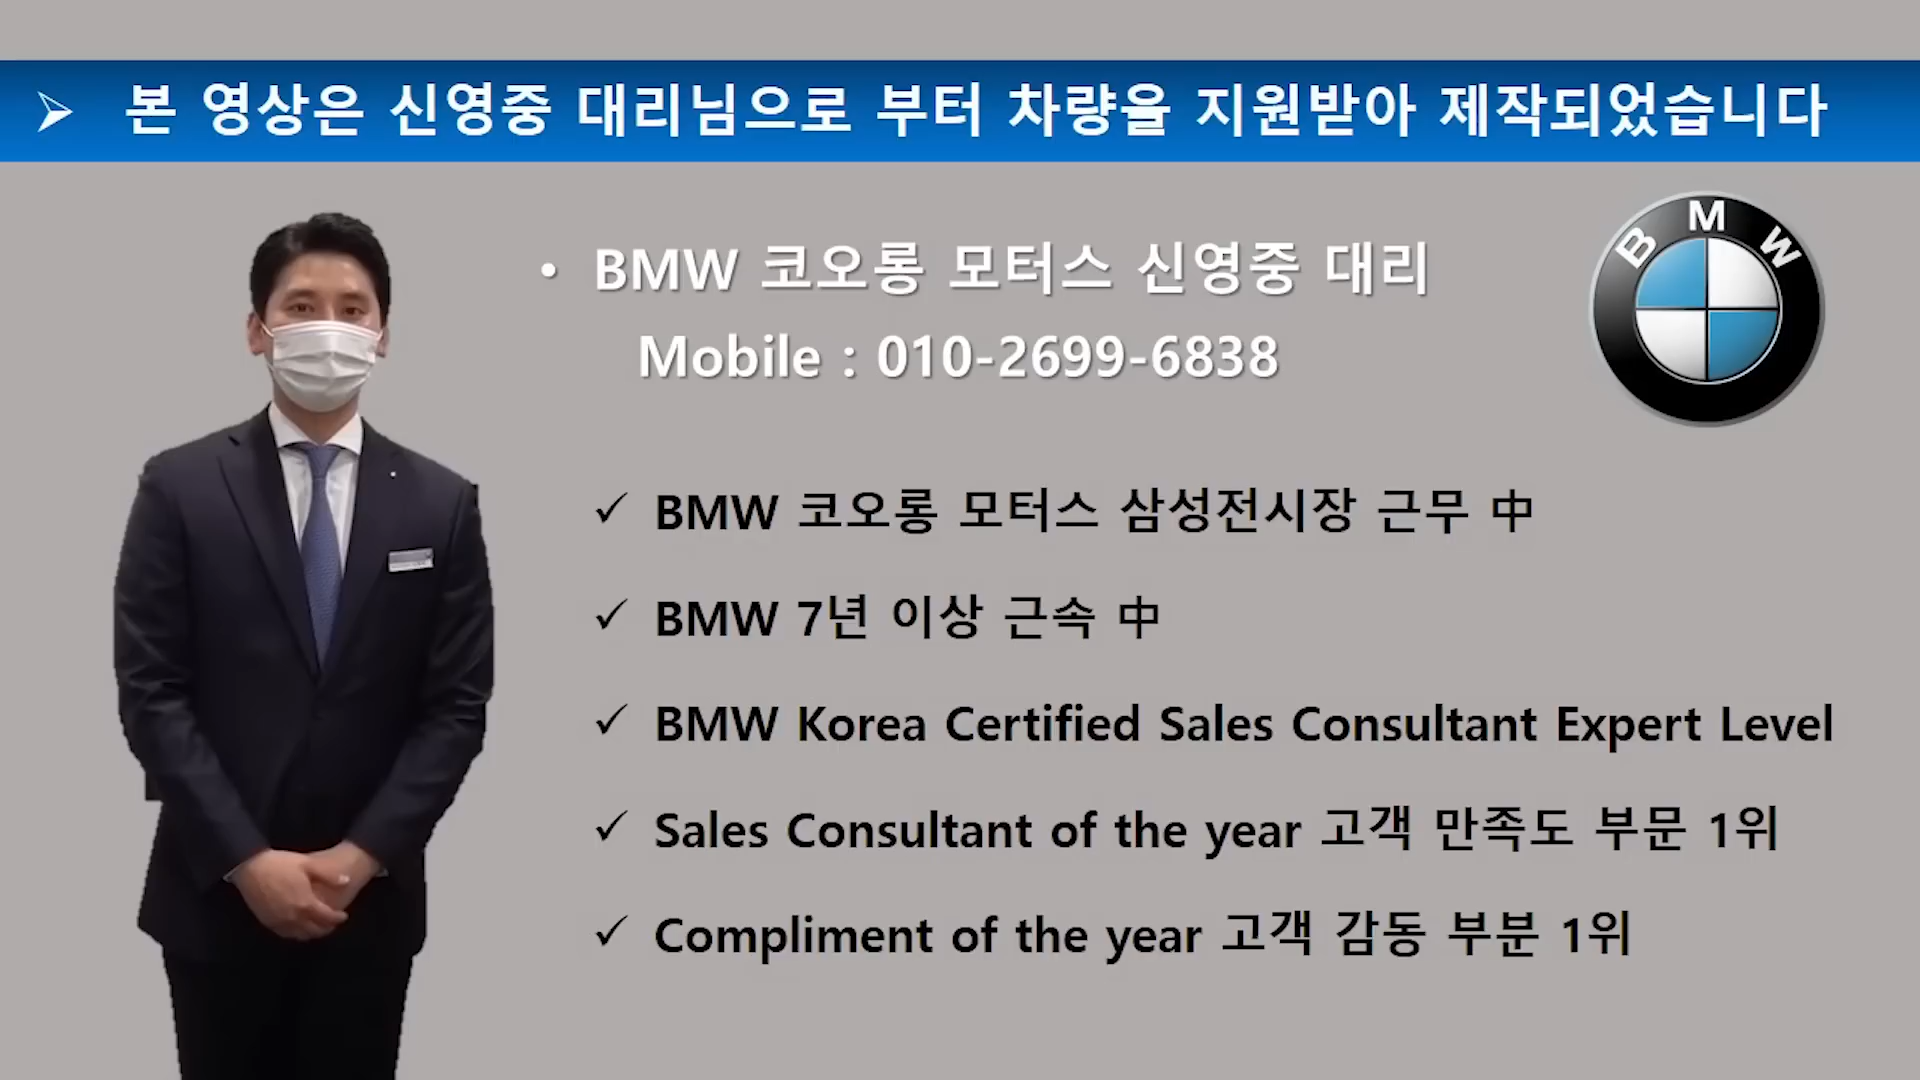 본 영상은 신영중 대리님으로 부터 차량을 지원받아 제작되었습니다
BMW
• BMW 코오롱 모터스 신영중 대리
Mobile : 010-2699-6838
✓ BMW 코오롱 모터스 삼성전시장 근무 中
✓ BMW 7년 이상 근속 中
✓ BMW Korea Certified Sales Consultant Expert Level
✓ Sales Consultant of the year 고객 만족도 부문 1위
✓ Compliment of the year 고객 감동 부분 1위